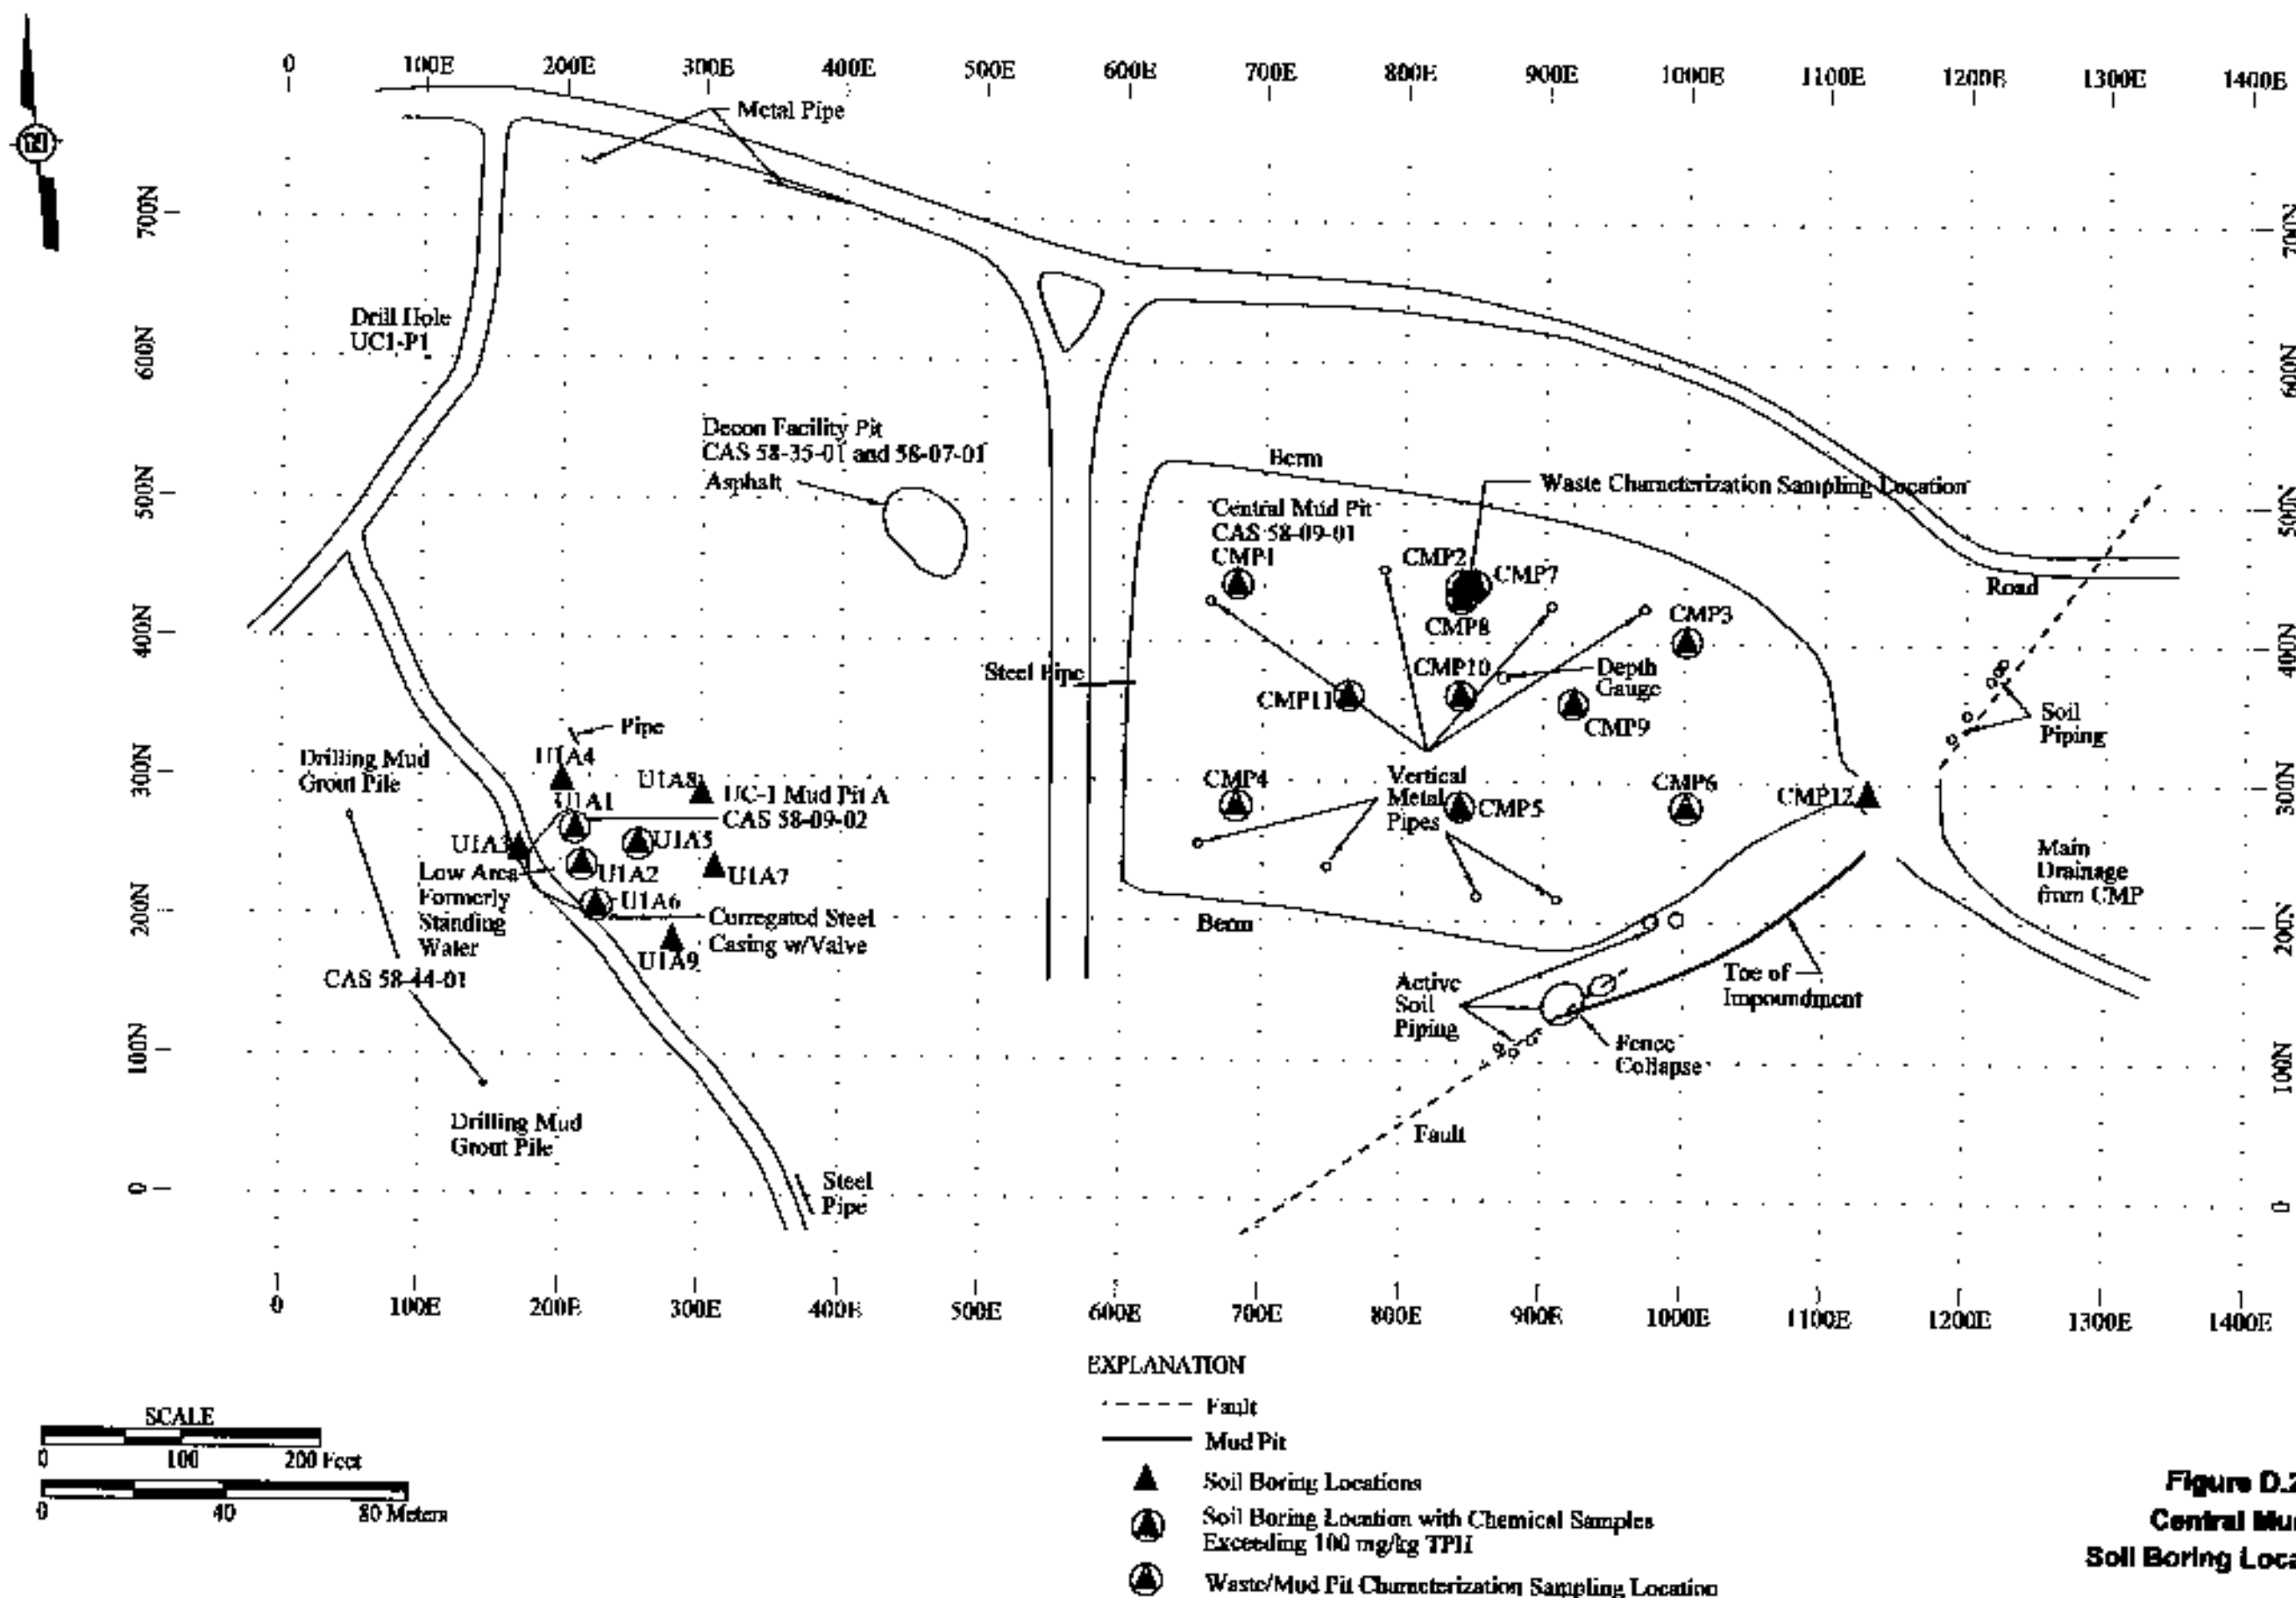 0 100E 200E 300E 400E 500E 600E 700E 800E 900E 1000E 1100E 1200E 1300E 1400E
N
Metal Pipe
700N
700N
Drill Hole
UC1-P1
600N
600N
Decon Facility Pit
CAS 58-35-01 and 58-07-01
Asphalt
Berm
Waste Characterization Sampling Location
500N
500N
Central Mud Pit
CAS 58-09-01
CMP1
CMP2
CMP7
CMP8
CMP3
Road
400N
400N
Steel Pipe
CMP10
Depth
Gauge
CMP11
CMP9
Soil
Piping
Pipe
Drilling Mud
Grout Pile
U1A4
U1A8
UC-1 Mud Pit A
CAS 58-09-02
U1A1
300N
300N
CMP4
Vertical
Metal
Pipes
CMP5
CMP6
CMP12
U1A3
U1A5
U1A2
U1A7
Low Area
Formerly
Standing
Water
U1A6
Corregated Steel
Casing w/Valve
U1A9
Main
Drainage
from CMP
200N
200N
Berm
CAS 58-44-01
Active
Soil
Piping
Toe of
Impoundment
Fence
Collapse
100N
100N
Drilling Mud
Grout Pile
Fault
Steel
Pipe
0
0
0 100E 200E 300E 400E 500E 600E 700E 800E 900E 1000E 1100E 1200E 1300E 1400E
EXPLANATION
Fault
Mud Pit
Soil Boring Locations
Soil Boring Location with Chemical Samples
Exceeding 100 mg/kg TPH
Waste/Mud Pit Characterization Sampling Location
SCALE
0 100 200 Feet
0 40 80 Meters
Figure D.2
Central Mu
Soil Boring Loca